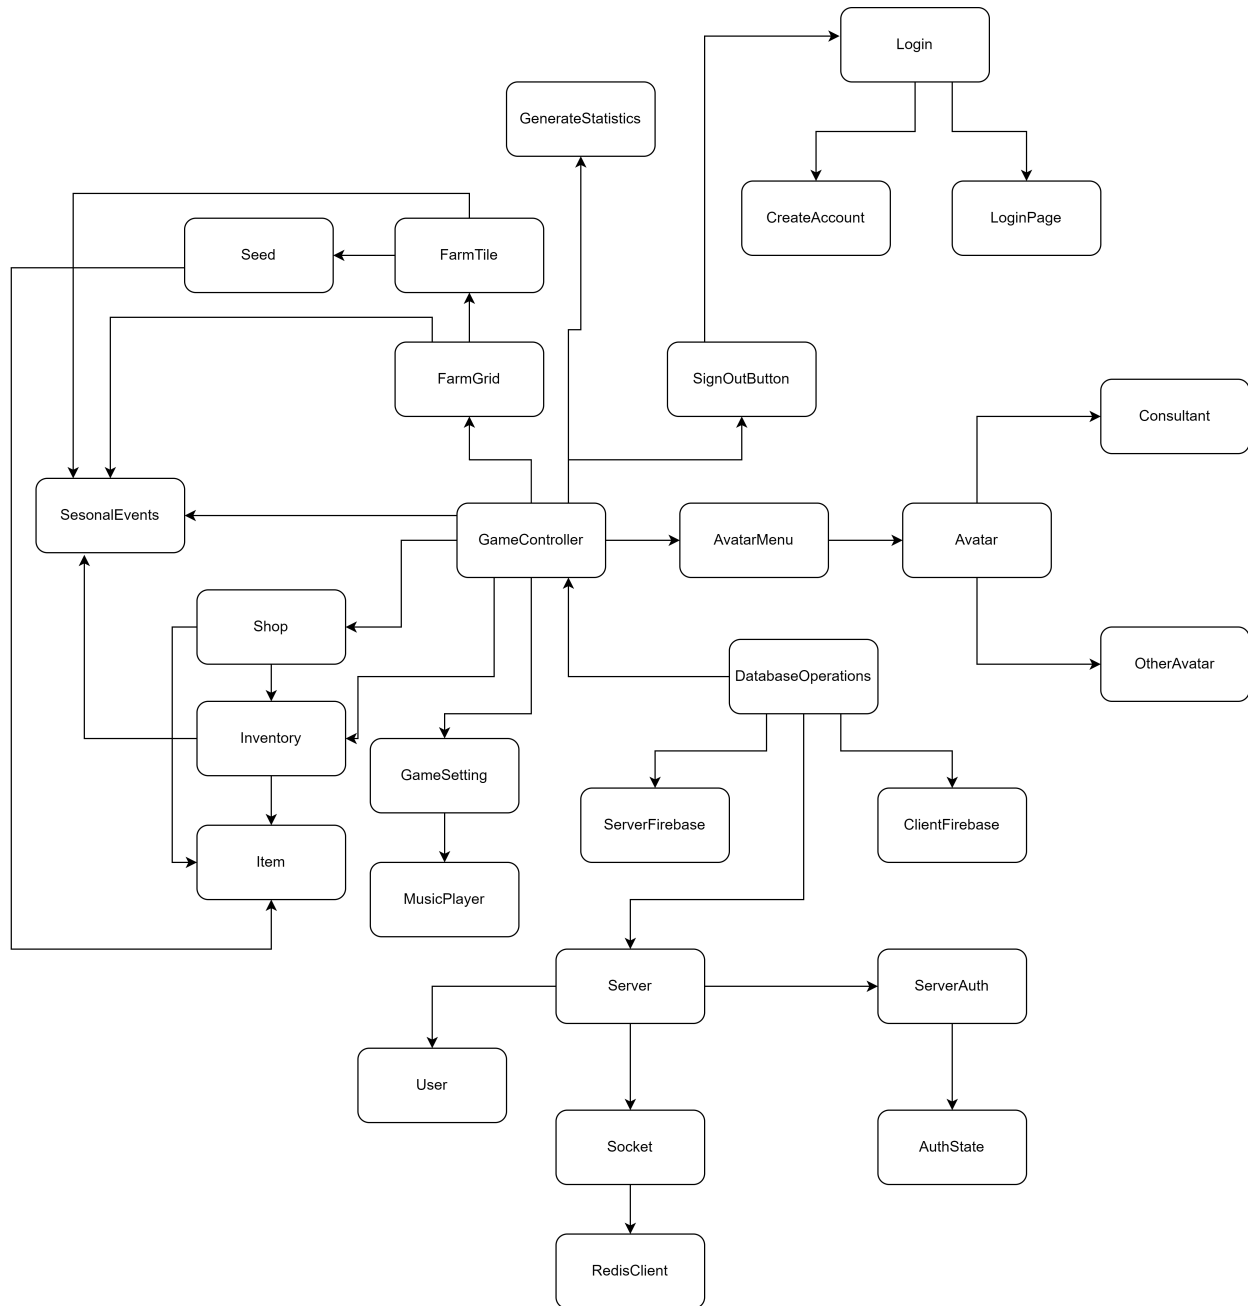 Login
GenerateStatistics
CreateAccount
LoginPage
Seed
FarmTile
FarmGrid
SignOutButton
Consultant
SesonalEvents
GameController
AvatarMenu
Avatar
Shop
DatabaseOperations
OtherAvatar
Inventory
GameSetting
ServerFirebase
ClientFirebase
Item
MusicPlayer
Server
ServerAuth
User
Socket
AuthState
RedisClient